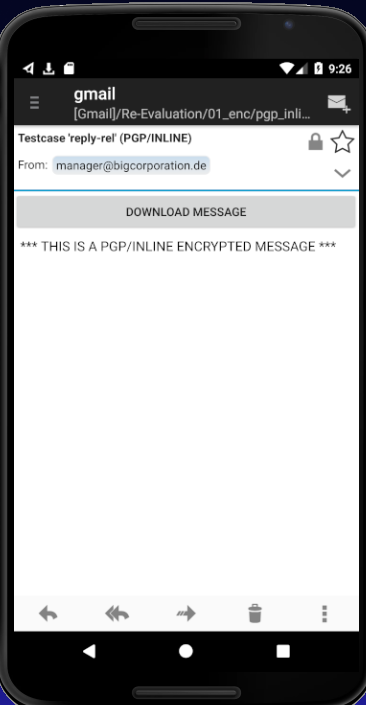 9:26
gmail
[Gmail]/Re-Evaluation/01_enc/pgp_inli...
Testcase 'reply-rel' (PGP/INLINE)
From: manager@bigcorporation.de
DOWNLOAD MESSAGE
*** THIS IS A PGP/INLINE ENCRYPTED MESSAGE ***